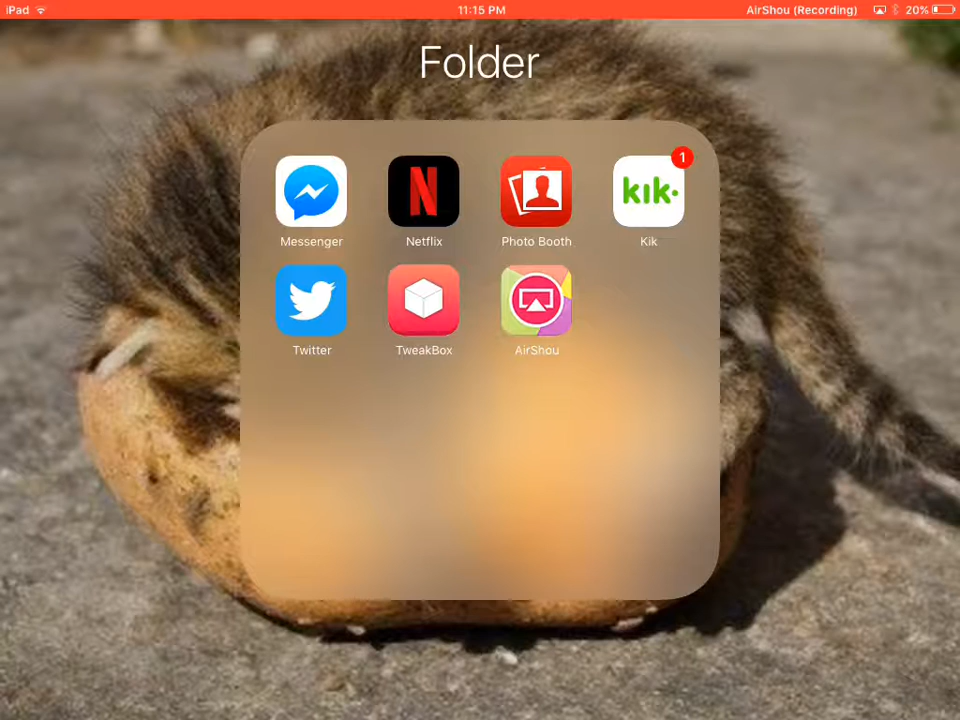 iPad 11:15 PM AirShou (Recording) 20%
Folder
1
N kik.
Messenger Netflix Photo Booth Kik
Twitter TweakBox AirShou